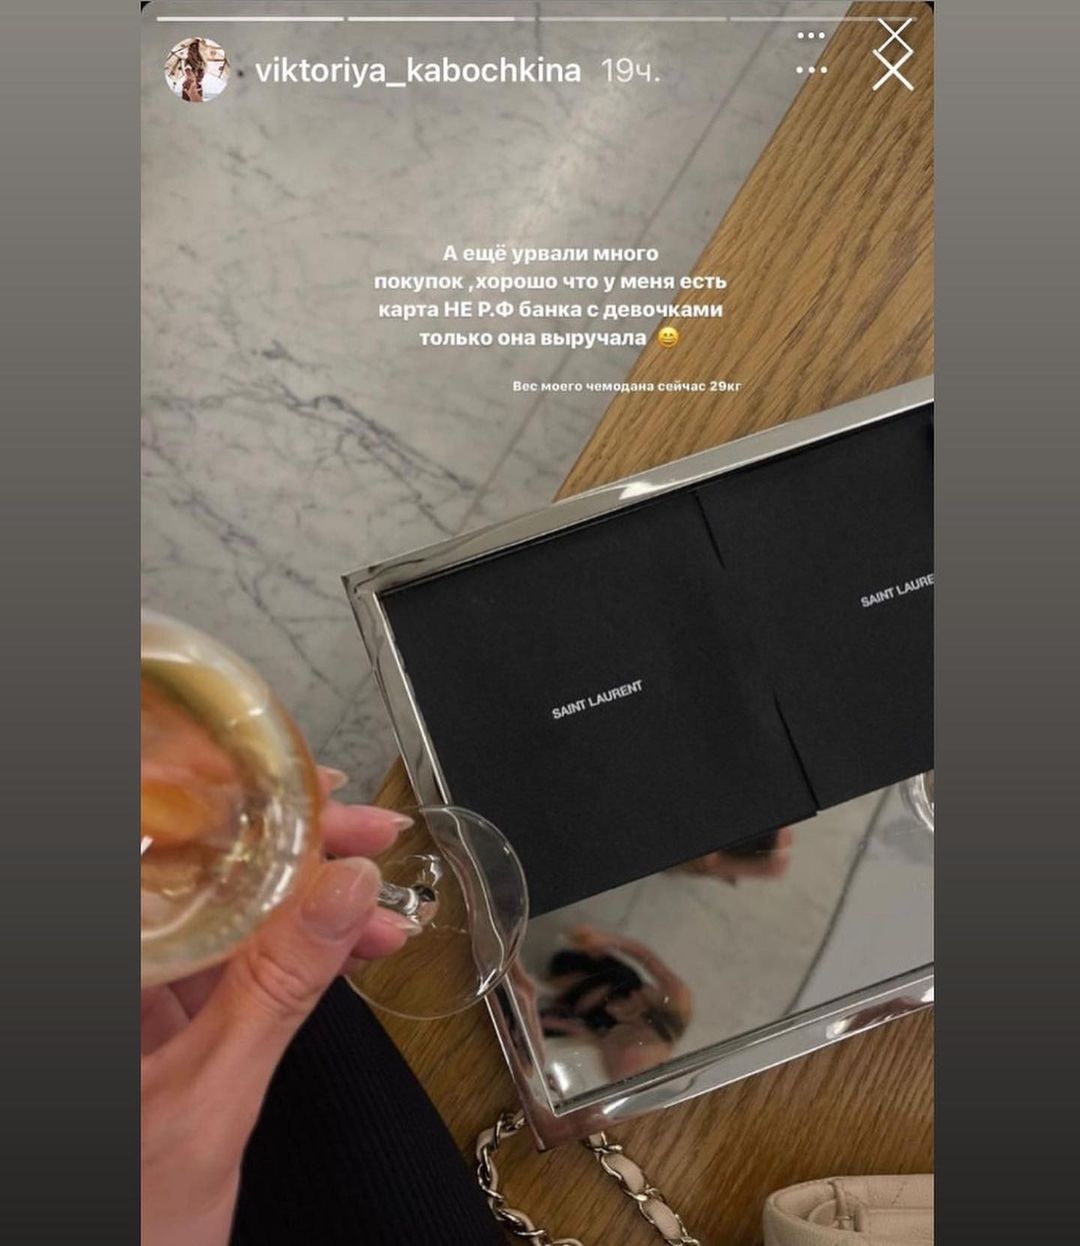 viktoriya_kabochkina 19ч.
А ещё урвали много
покупок ,хорошо что у меня есть
карта НЕ Р.Ф банка с девочками
только она выручала 😄
Вес моего чемодана сейчас 29кг
SAINT LAURENT
SAINT LAURE